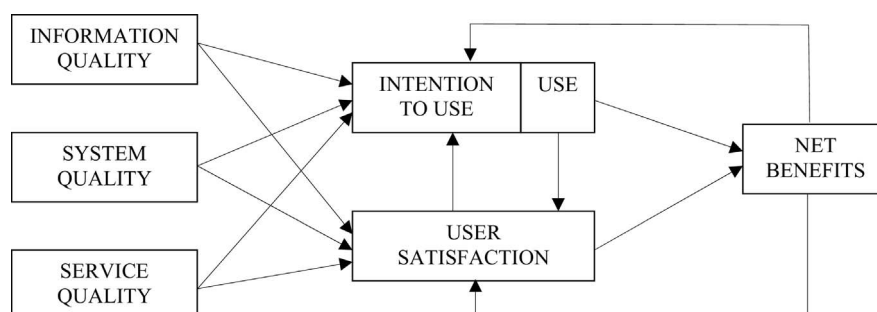 INFORMATION
QUALITY
SYSTEM
QUALITY
SERVICE
QUALITY
INTENTION
TO USE
USE
USER
SATISFACTION
NET
BENEFITS